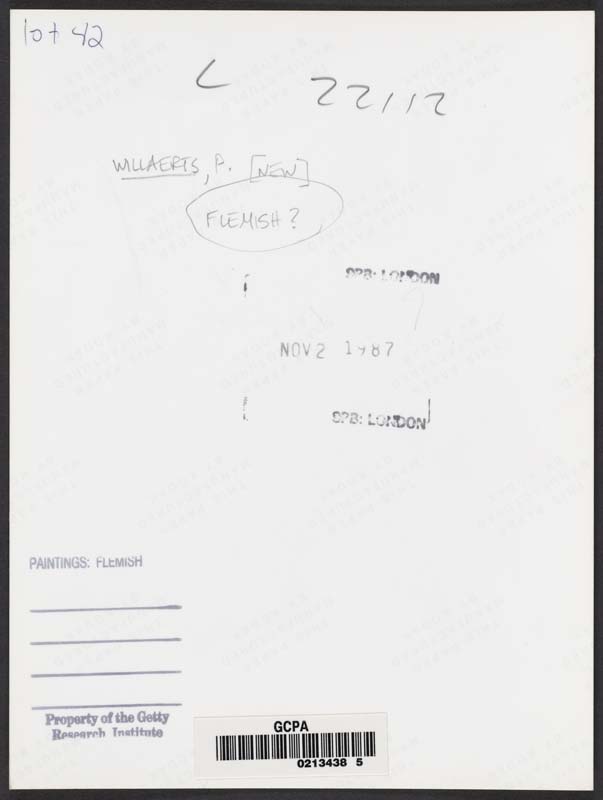 lot 42
L 22112
WILLAERTS, P. [NEW]
FLEMISH?
SPB: LONDON
NOV 2 1987
SPB: LONDON
PAINTINGS: FLEMISH
Property of the Getty
Research Institute
GCPA
0213438 5